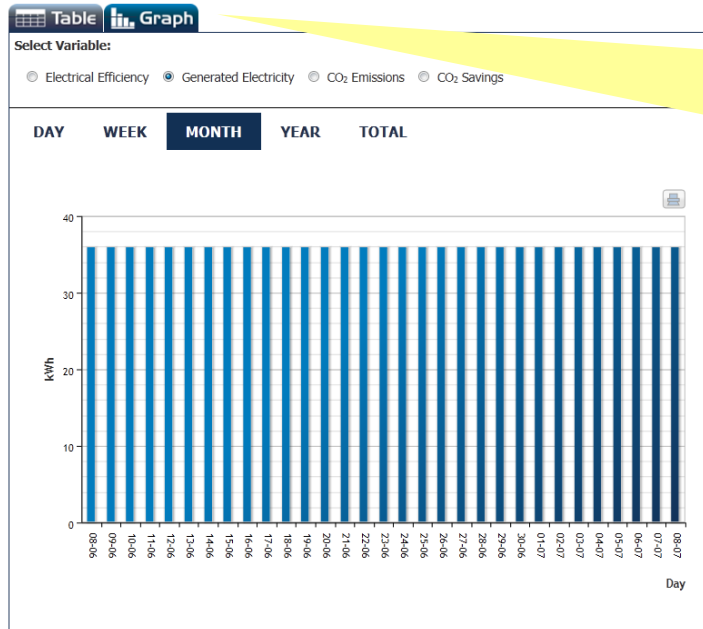 Table Graph
Select Variable:
Electrical Efficiency Generated Electricity CO₂ Emissions CO₂ Savings
DAY WEEK MONTH YEAR TOTAL
40
30
20
10
0
kWh
08-06 09-06 10-06 11-06 12-06 13-06 14-06 15-06 16-06 17-06 18-06 19-06 20-06 21-06 22-06 23-06 24-06 25-06 26-06 27-06 28-06 29-06 30-06 01-07 02-07 03-07 04-07 05-07 06-07 07-07 08-07
Day